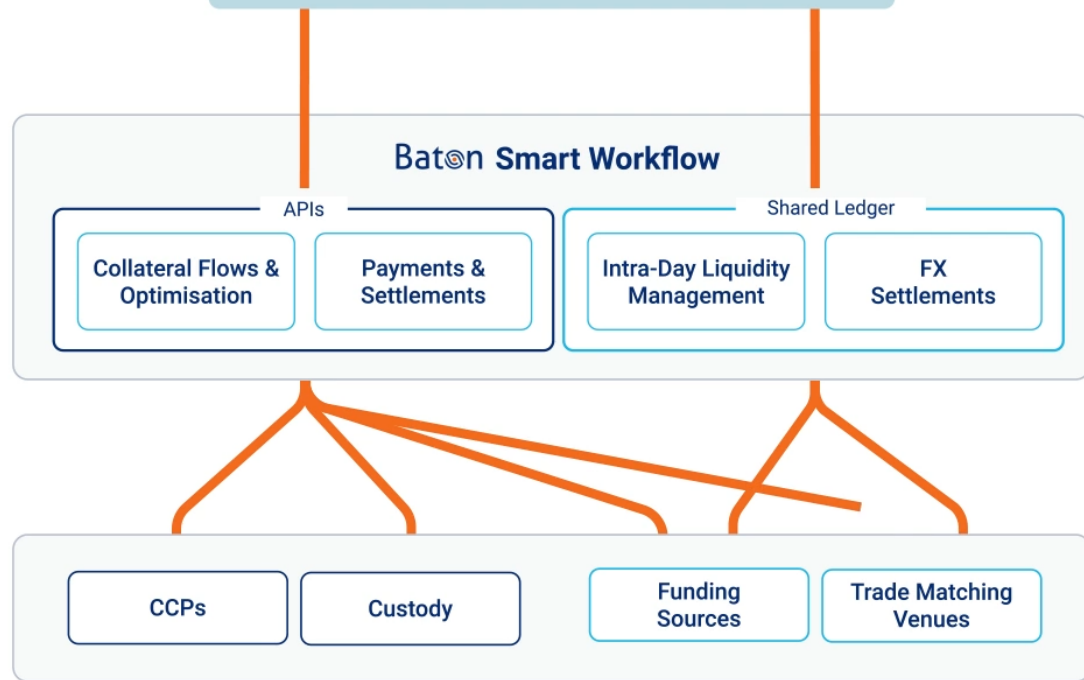 Baton Smart Workflow
APIs
Shared Ledger
Collateral Flows &
Optimisation
Payments &
Settlements
Intra-Day Liquidity
Management
FX
Settlements
CCPs
Custody
Funding
Sources
Trade Matching
Venues